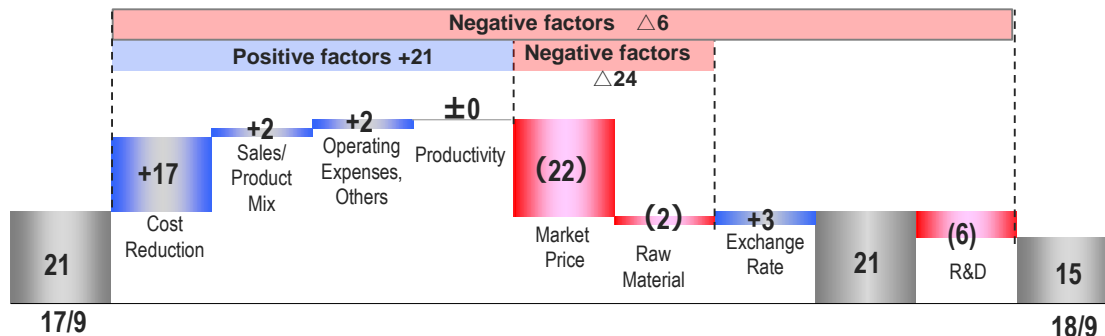 Negative factors △6
Positive factors +21
Negative factors
△24
±0
+2
+2
+17
Sales/
Product
Mix
Operating
Expenses,
Others
Productivity
(22)
(2)
+3
Cost
Reduction
Market
Price
Raw
Material
Exchange
Rate
(6)
R&D
21
21
15
17/9
18/9